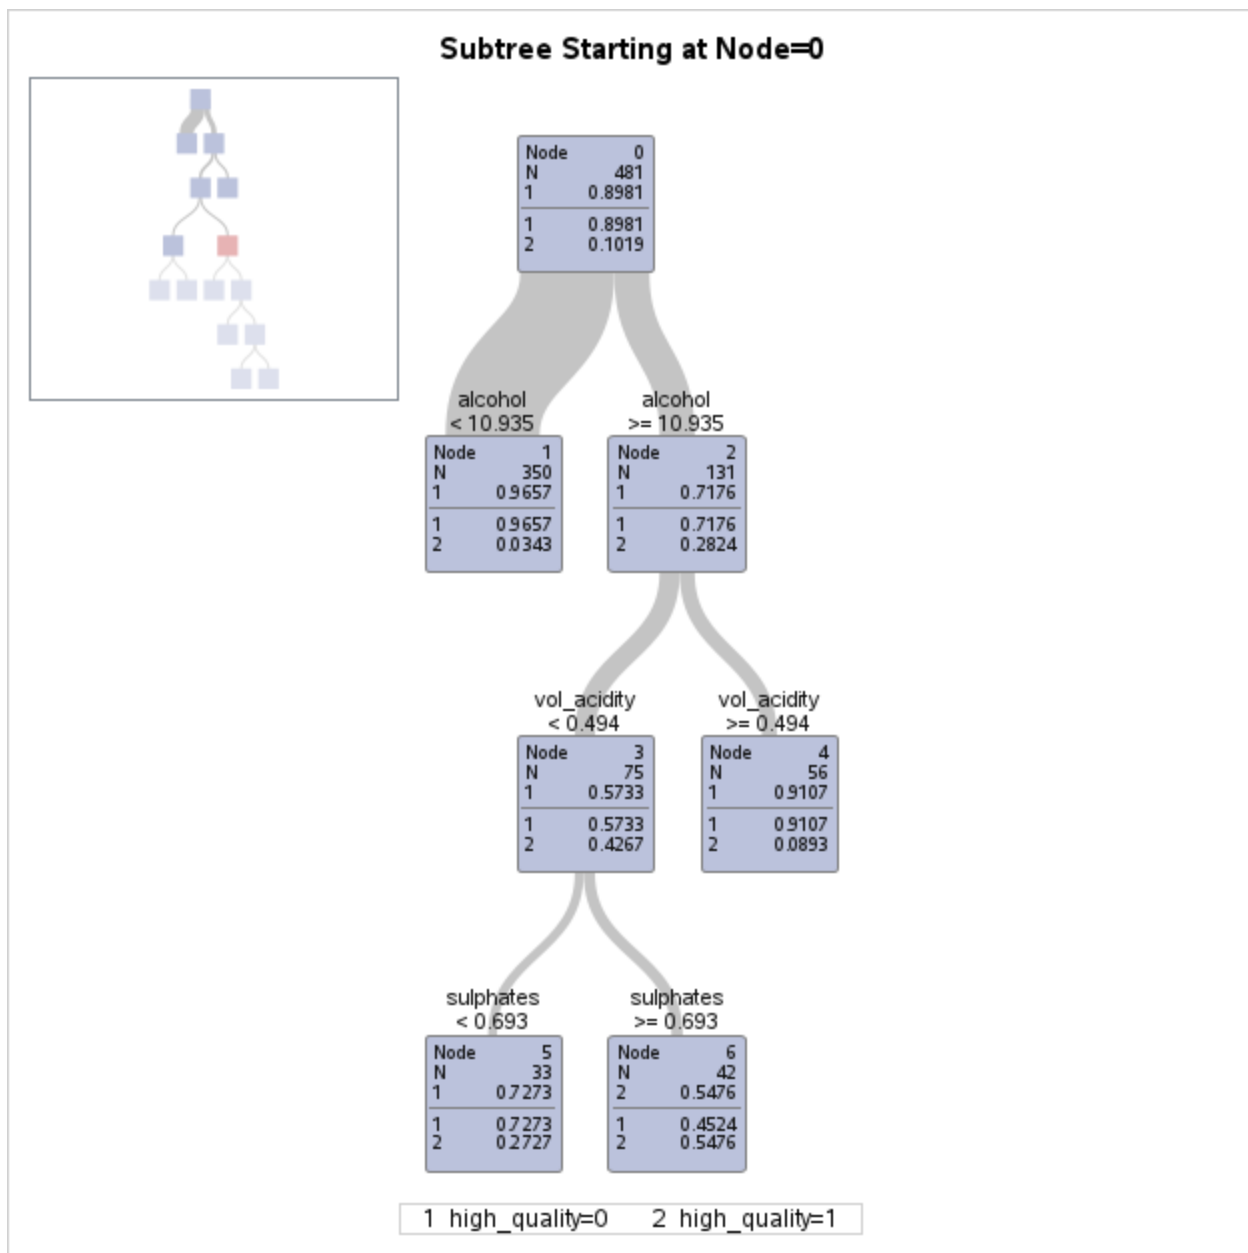 Subtree Starting at Node=0
Node 0
N 481
1 0.8981
1 0.8981
2 0.1019
alcohol
< 10.935
alcohol
>= 10.935
Node 1
N 350
1 0.9657
1 0.9657
2 0.0343
Node 2
N 131
1 0.7176
1 0.7176
2 0.2824
vol_acidity
< 0.494
vol_acidity
>= 0.494
Node 3
N 75
1 0.5733
1 0.5733
2 0.4267
Node 4
N 56
1 0.9107
1 0.9107
2 0.0893
sulphates
< 0.693
sulphates
>= 0.693
Node 5
N 33
1 0.7273
1 0.7273
2 0.2727
Node 6
N 42
2 0.5476
1 0.4524
2 0.5476
1 high_quality=0 2 high_quality=1